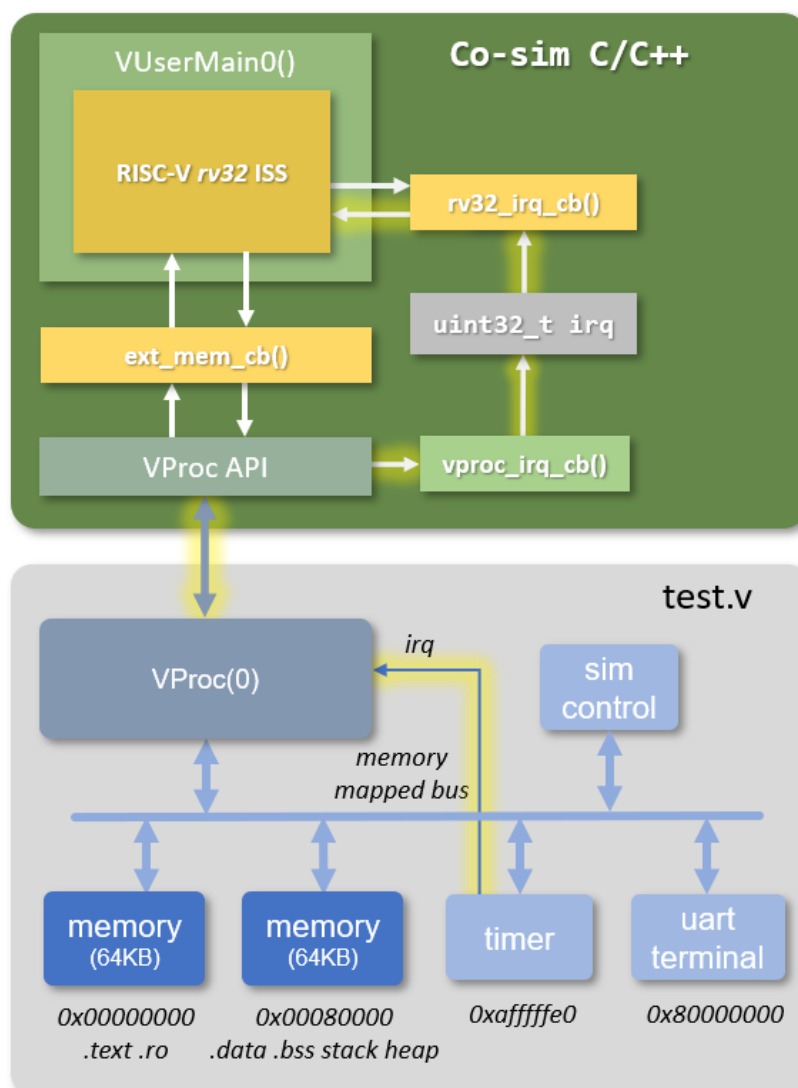 Co-sim C/C++
VUserMain0()
RISC-V rv32 ISS
rv32_irq_cb()
uint32_t irq
ext_mem_cb()
VProc API
vproc_irq_cb()
test.v
VProc(0)
irq
sim
control
memory
mapped bus
memory
(64KB)
memory
(64KB)
timer
uart
terminal
0x00000000
.text .ro
0x00080000
.data .bss stack heap
0xafffffe0
0x80000000